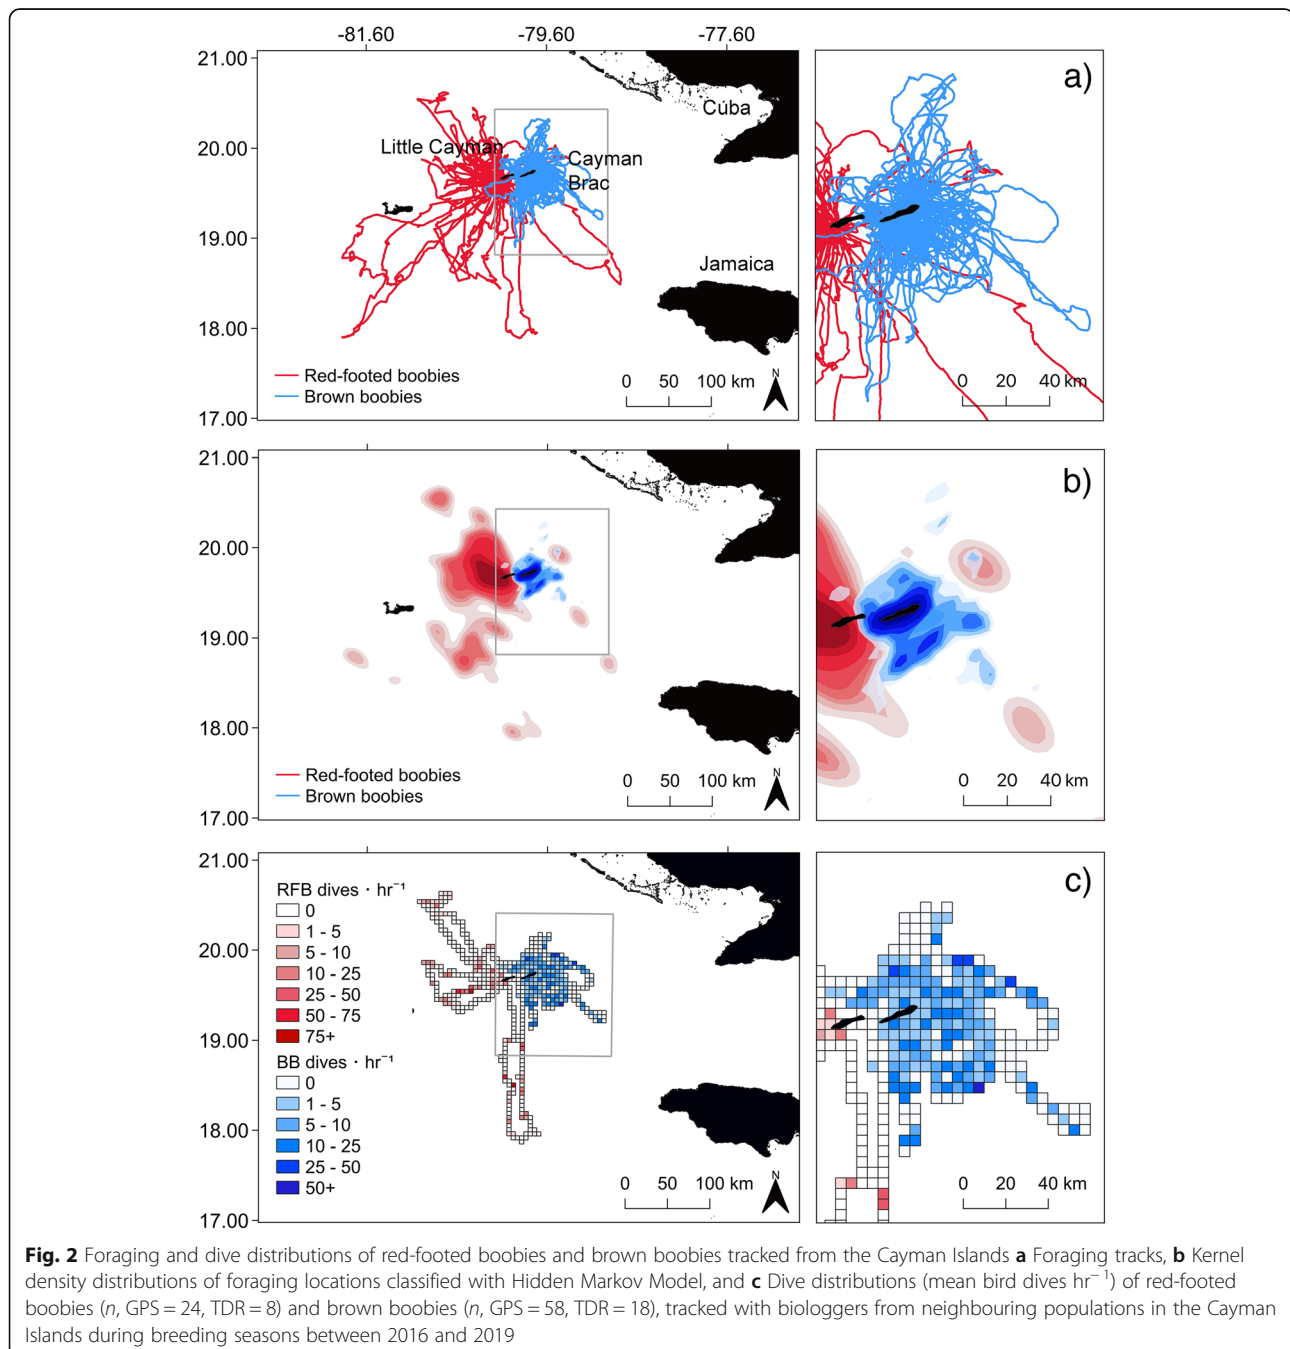 -81.60 -79.60 -77.60
21.00
20.00
19.00
18.00
17.00
Cuba
Little Cayman
Cayman
Brac
Jamaica
Red-footed boobies
Brown boobies
0 50 100 km
N
a)
0 20 40 km
21.00
20.00
19.00
18.00
17.00
Red-footed boobies
Brown boobies
0 50 100 km
N
b)
0 20 40 km
21.00
20.00
19.00
18.00
17.00
RFB dives · hr⁻¹
0
1 - 5
5 - 10
10 - 25
25 - 50
50 - 75
75+
BB dives · hr⁻¹
0
1 - 5
5 - 10
10 - 25
25 - 50
50+
0 50 100 km
N
c)
0 20 40 km
Fig. 2 Foraging and dive distributions of red-footed boobies and brown boobies tracked from the Cayman Islands a Foraging tracks, b Kernel
density distributions of foraging locations classified with Hidden Markov Model, and c Dive distributions (mean bird dives hr⁻¹) of red-footed
boobies (n, GPS = 24, TDR = 8) and brown boobies (n, GPS = 58, TDR = 18), tracked with biologgers from neighbouring populations in the Cayman
Islands during breeding seasons between 2016 and 2019